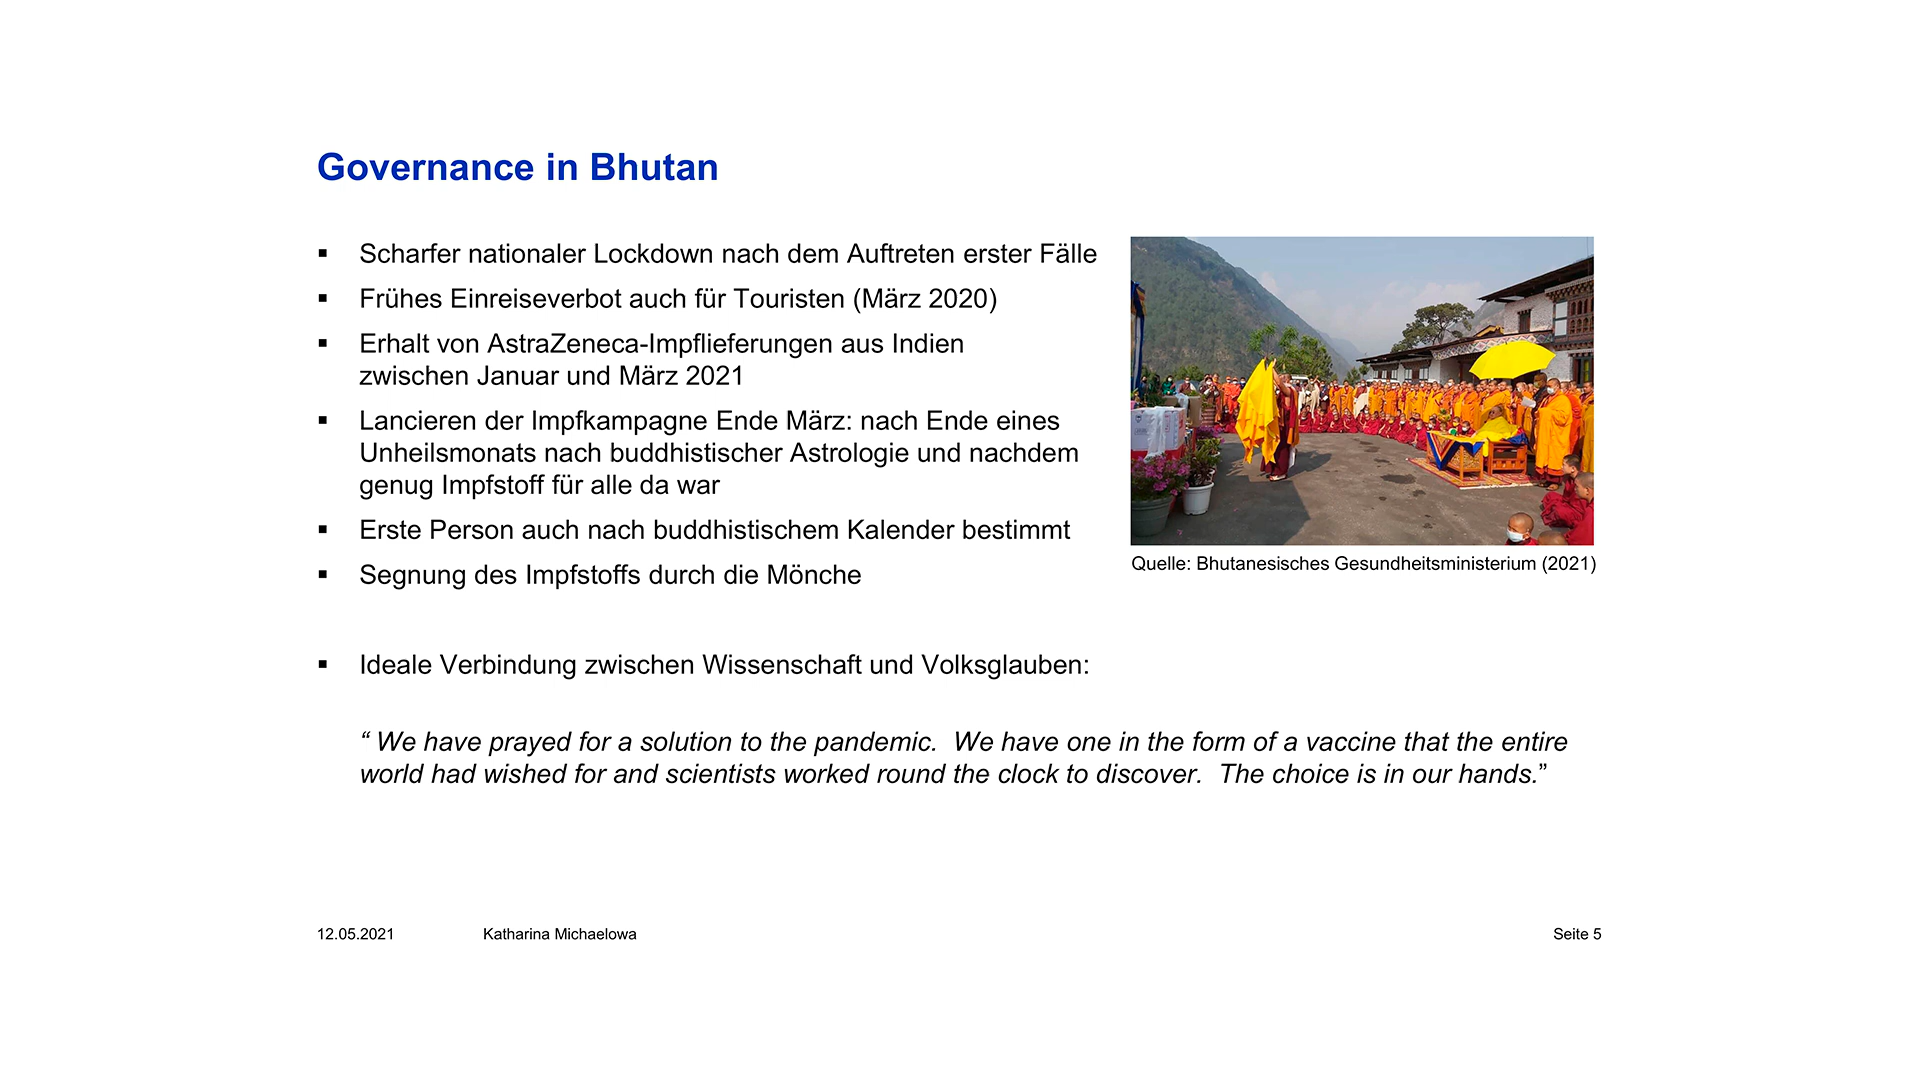 Governance in Bhutan
▪ Scharfer nationaler Lockdown nach dem Auftreten erster Fälle
▪ Frühes Einreiseverbot auch für Touristen (März 2020)
▪ Erhalt von AstraZeneca-Impflieferungen aus Indien
zwischen Januar und März 2021
▪ Lancieren der Impfkampagne Ende März: nach Ende eines
Unheilsmonats nach buddhistischer Astrologie und nachdem
genug Impfstoff für alle da war
▪ Erste Person auch nach buddhistischem Kalender bestimmt
▪ Segnung des Impfstoffs durch die Mönche
Quelle: Bhutanesisches Gesundheitsministerium (2021)
▪ Ideale Verbindung zwischen Wissenschaft und Volksglauben:
“ We have prayed for a solution to the pandemic. We have one in the form of a vaccine that the entire
world had wished for and scientists worked round the clock to discover. The choice is in our hands.”
12.05.2021 Katharina Michaelowa Seite 5